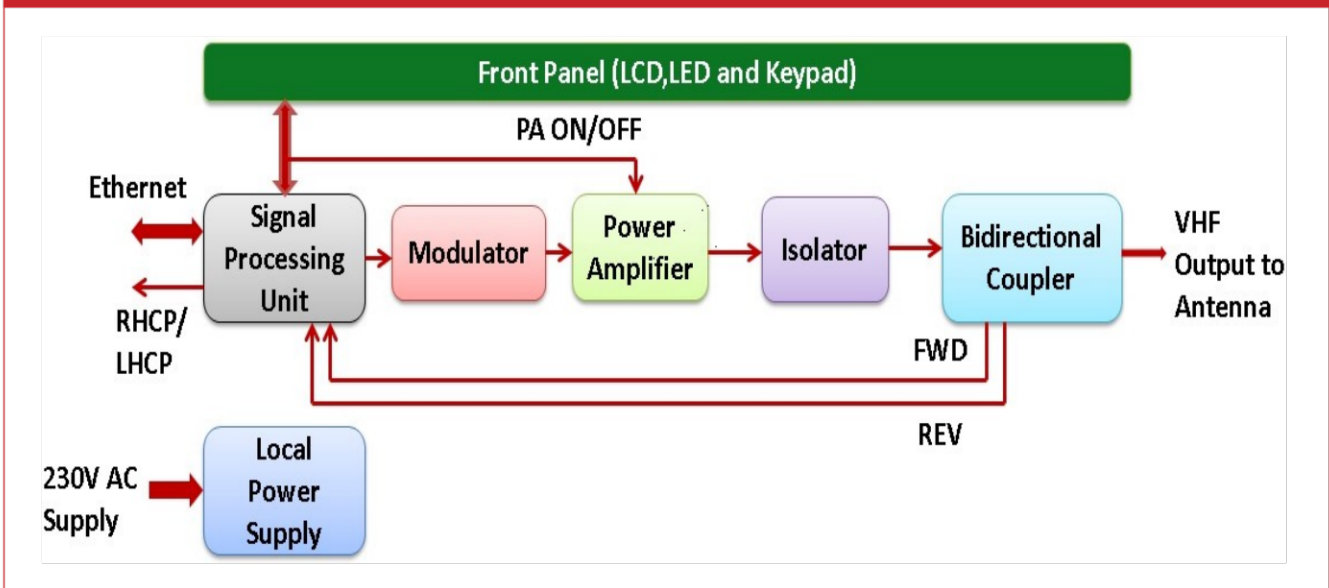 Front Panel (LCD,LED and Keypad)
PA ON/OFF
Ethernet
Signal
Processing
Unit
Modulator
Power
Amplifier
Isolator
Bidirectional
Coupler
VHF
Output to
Antenna
RHCP/
LHCP
FWD
REV
230V AC
Supply
Local
Power
Supply